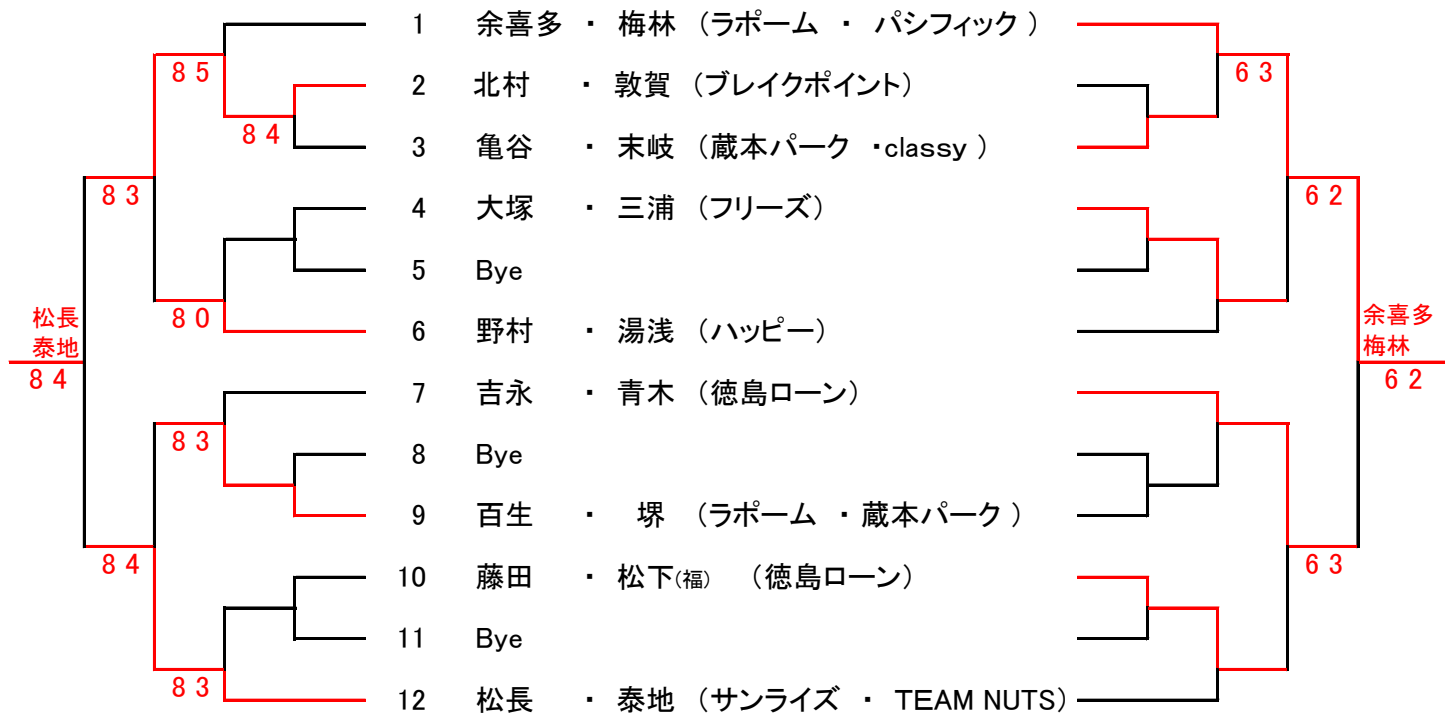 1 余喜多 ・ 梅林 (ラポーム ・ パシフィック )
85
63
2 北村 ・ 敦賀 (ブレイクポイント)
84
3 亀谷 ・ 末岐 (蔵本パーク ・classy )
83
62
4 大塚 ・ 三浦 (フリーズ)
5 Bye
80
6 野村 ・ 湯浅 (ハッピー)
松長
泰地
84
余喜多
梅林
62
7 吉永 ・ 青木 (徳島ローン)
83
8 Bye
9 百生 ・ 堺 (ラポーム ・ 蔵本パーク )
84
63
10 藤田 ・ 松下(福) (徳島ローン)
11 Bye
83
12 松長 ・ 泰地 (サンライズ ・ TEAM NUTS)